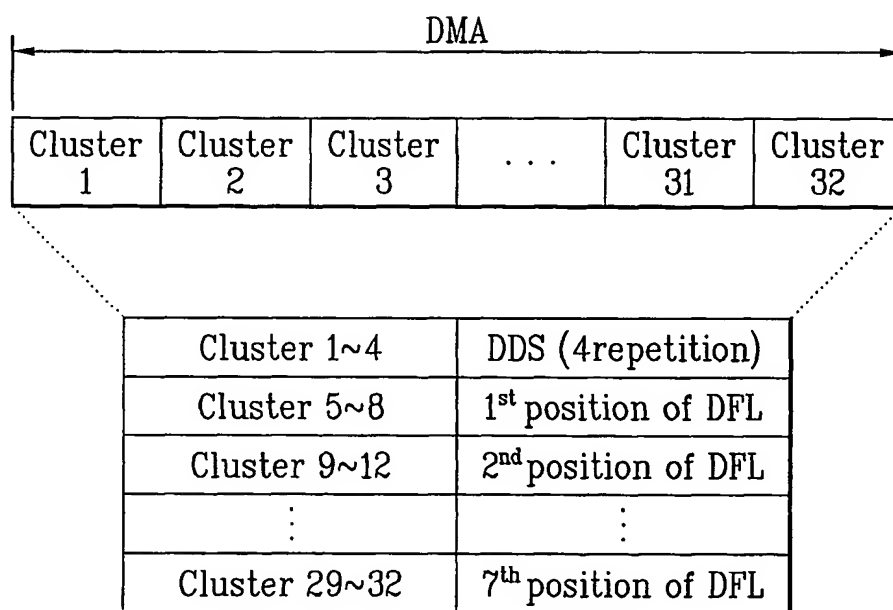 DMA
Cluster 1
Cluster 2
Cluster 3
...
Cluster 31
Cluster 32
Cluster 1~4 DDS (4repetition)
Cluster 5~8 1st position of DFL
Cluster 9~12 2nd position of DFL
⋮ ⋮
Cluster 29~32 7th position of DFL